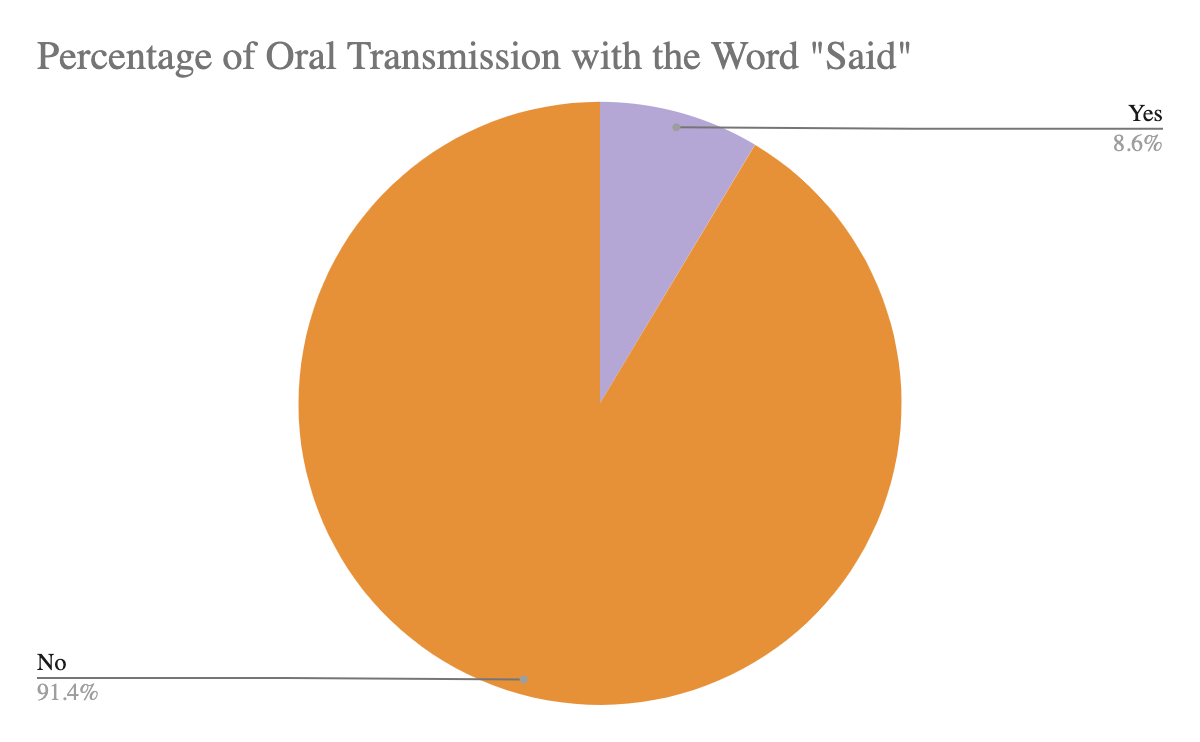 Percentage of Oral Transmission with the Word "Said"
Yes
8.6%
No
91.4%